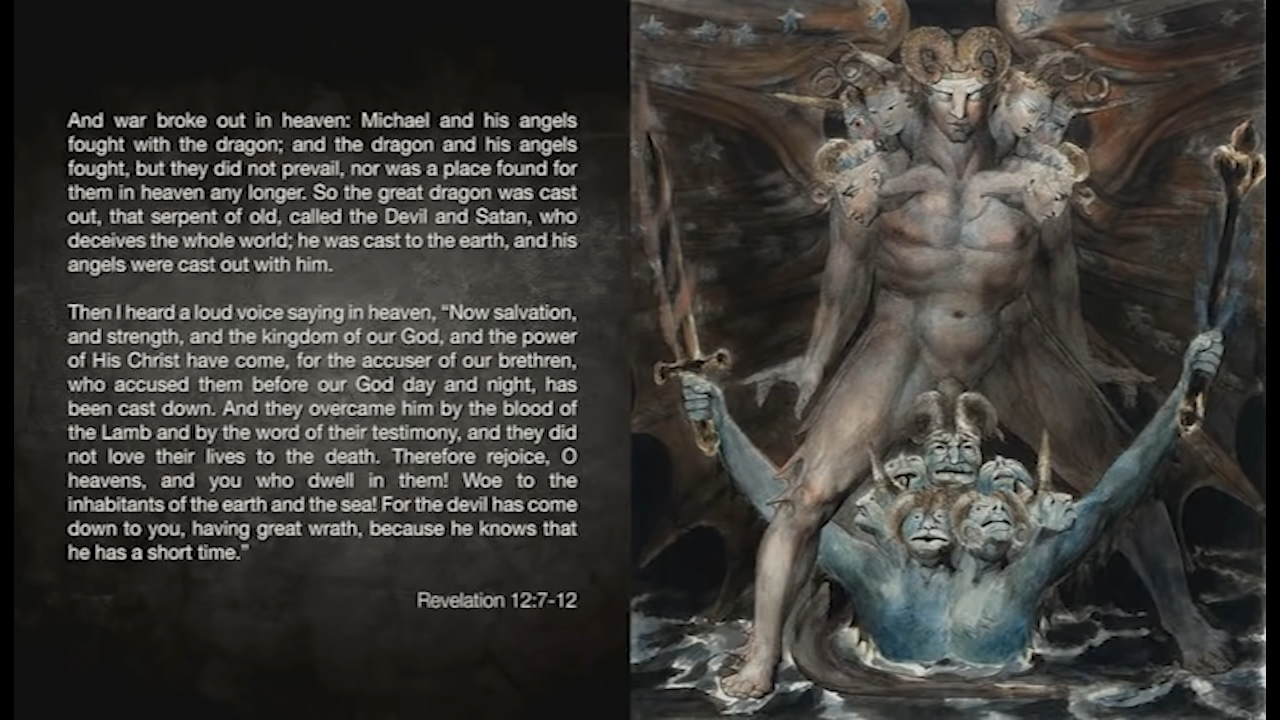 And war broke out in heaven: Michael and his angels
fought with the dragon; and the dragon and his angels
fought, but they did not prevail, nor was a place found for
them in heaven any longer. So the great dragon was cast
out, that serpent of old, called the Devil and Satan, who
deceives the whole world; he was cast to the earth, and his
angels were cast out with him.
Then I heard a loud voice saying in heaven, “Now salvation,
and strength, and the kingdom of our God, and the power
of His Christ have come, for the accuser of our brethren,
who accused them before our God day and night, has
been cast down. And they overcame him by the blood of
the Lamb and by the word of their testimony, and they did
not love their lives to the death. Therefore rejoice, O
heavens, and you who dwell in them! Woe to the
inhabitants of the earth and the sea! For the devil has come
down to you, having great wrath, because he knows that
he has a short time.”
Revelation 12:7-12